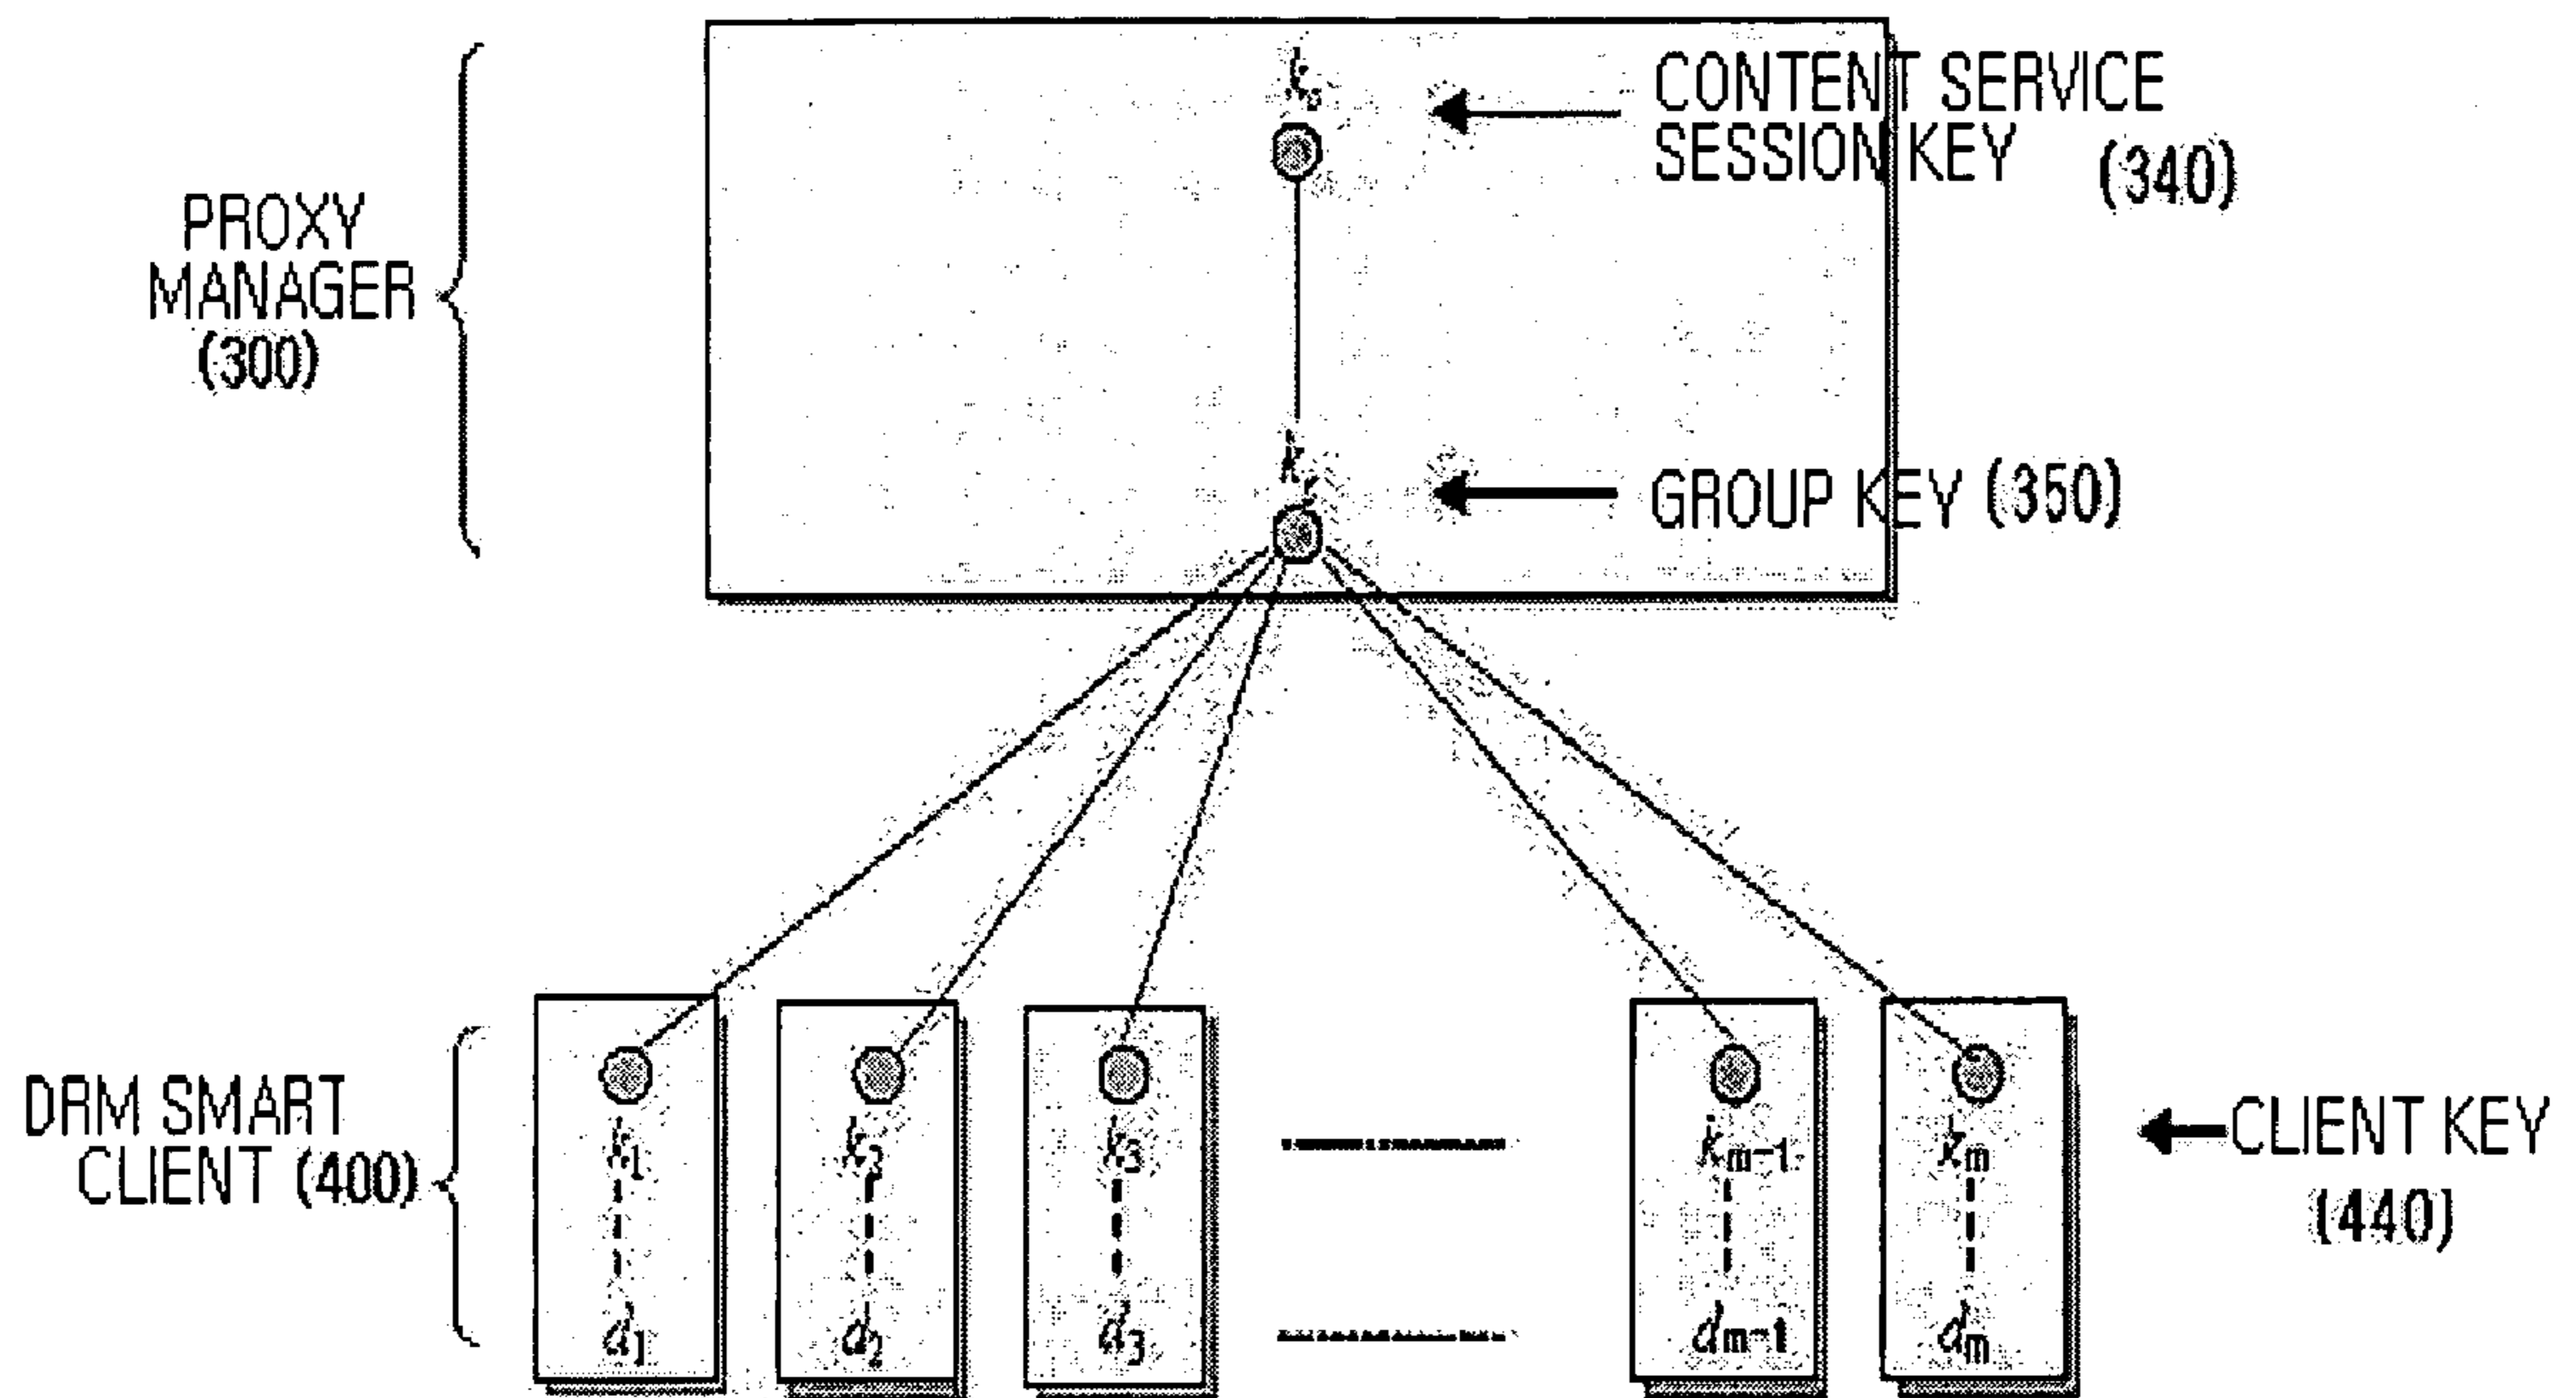 PROXY
MANAGER
(300)
kₛ
CONTENT SERVICE
SESSION KEY (340)
GROUP KEY (350)
DRM SMART
CLIENT (400)
k₁ k₂ k₃ kₘ₋₁ kₘ
d₁ d₂ d₃ dₘ₋₁ dₘ
CLIENT KEY
(440)